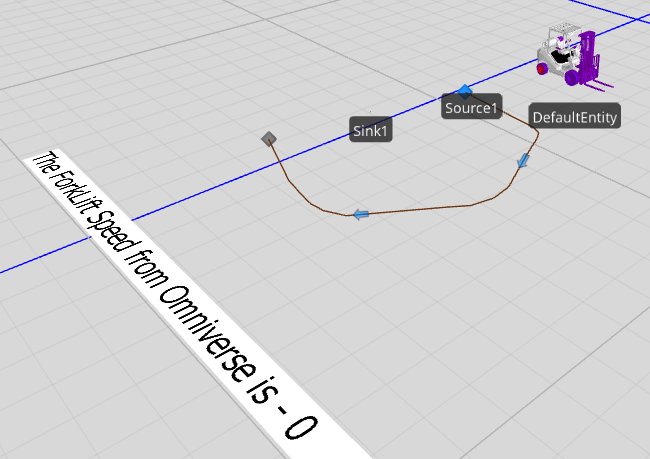 Source1
DefaultEntity
Sink1
The ForkLift Speed from Omniverse is - 0